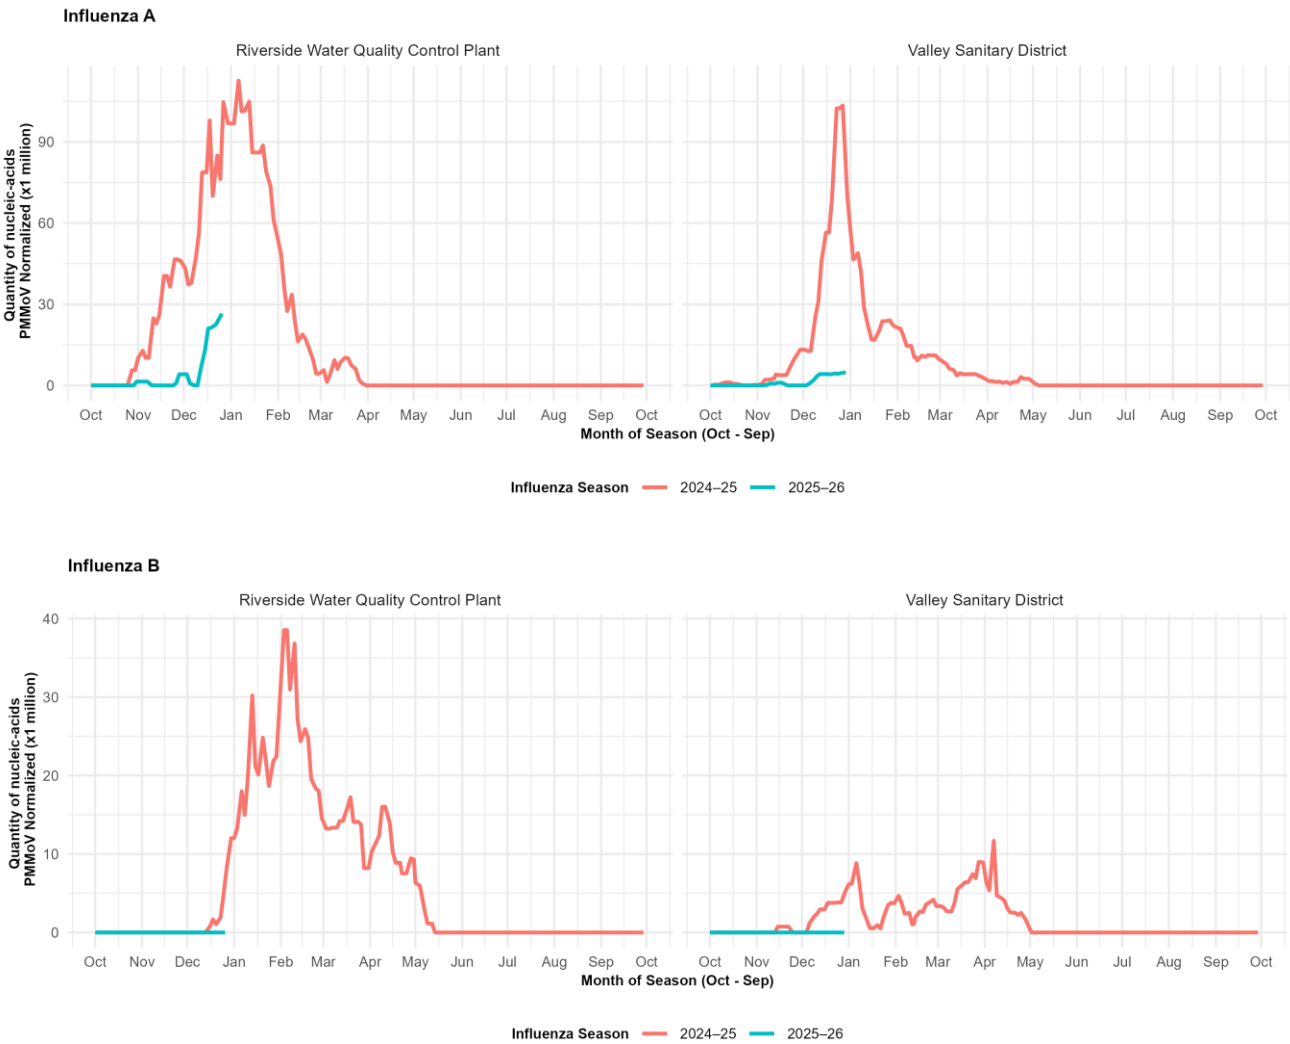 Influenza A
Riverside Water Quality Control Plant
Valley Sanitary District
Quantity of nucleic-acids
PMMoV Normalized (x1 million)
90
60
30
0
Oct Nov Dec Jan Feb Mar Apr May Jun Jul Aug Sep Oct
Oct Nov Dec Jan Feb Mar Apr May Jun Jul Aug Sep Oct
Month of Season (Oct - Sep)
Influenza Season 2024–25 2025–26
Influenza B
Riverside Water Quality Control Plant
Valley Sanitary District
Quantity of nucleic-acids
PMMoV Normalized (x1 million)
40
30
20
10
0
Oct Nov Dec Jan Feb Mar Apr May Jun Jul Aug Sep Oct
Oct Nov Dec Jan Feb Mar Apr May Jun Jul Aug Sep Oct
Month of Season (Oct - Sep)
Influenza Season 2024–25 2025–26